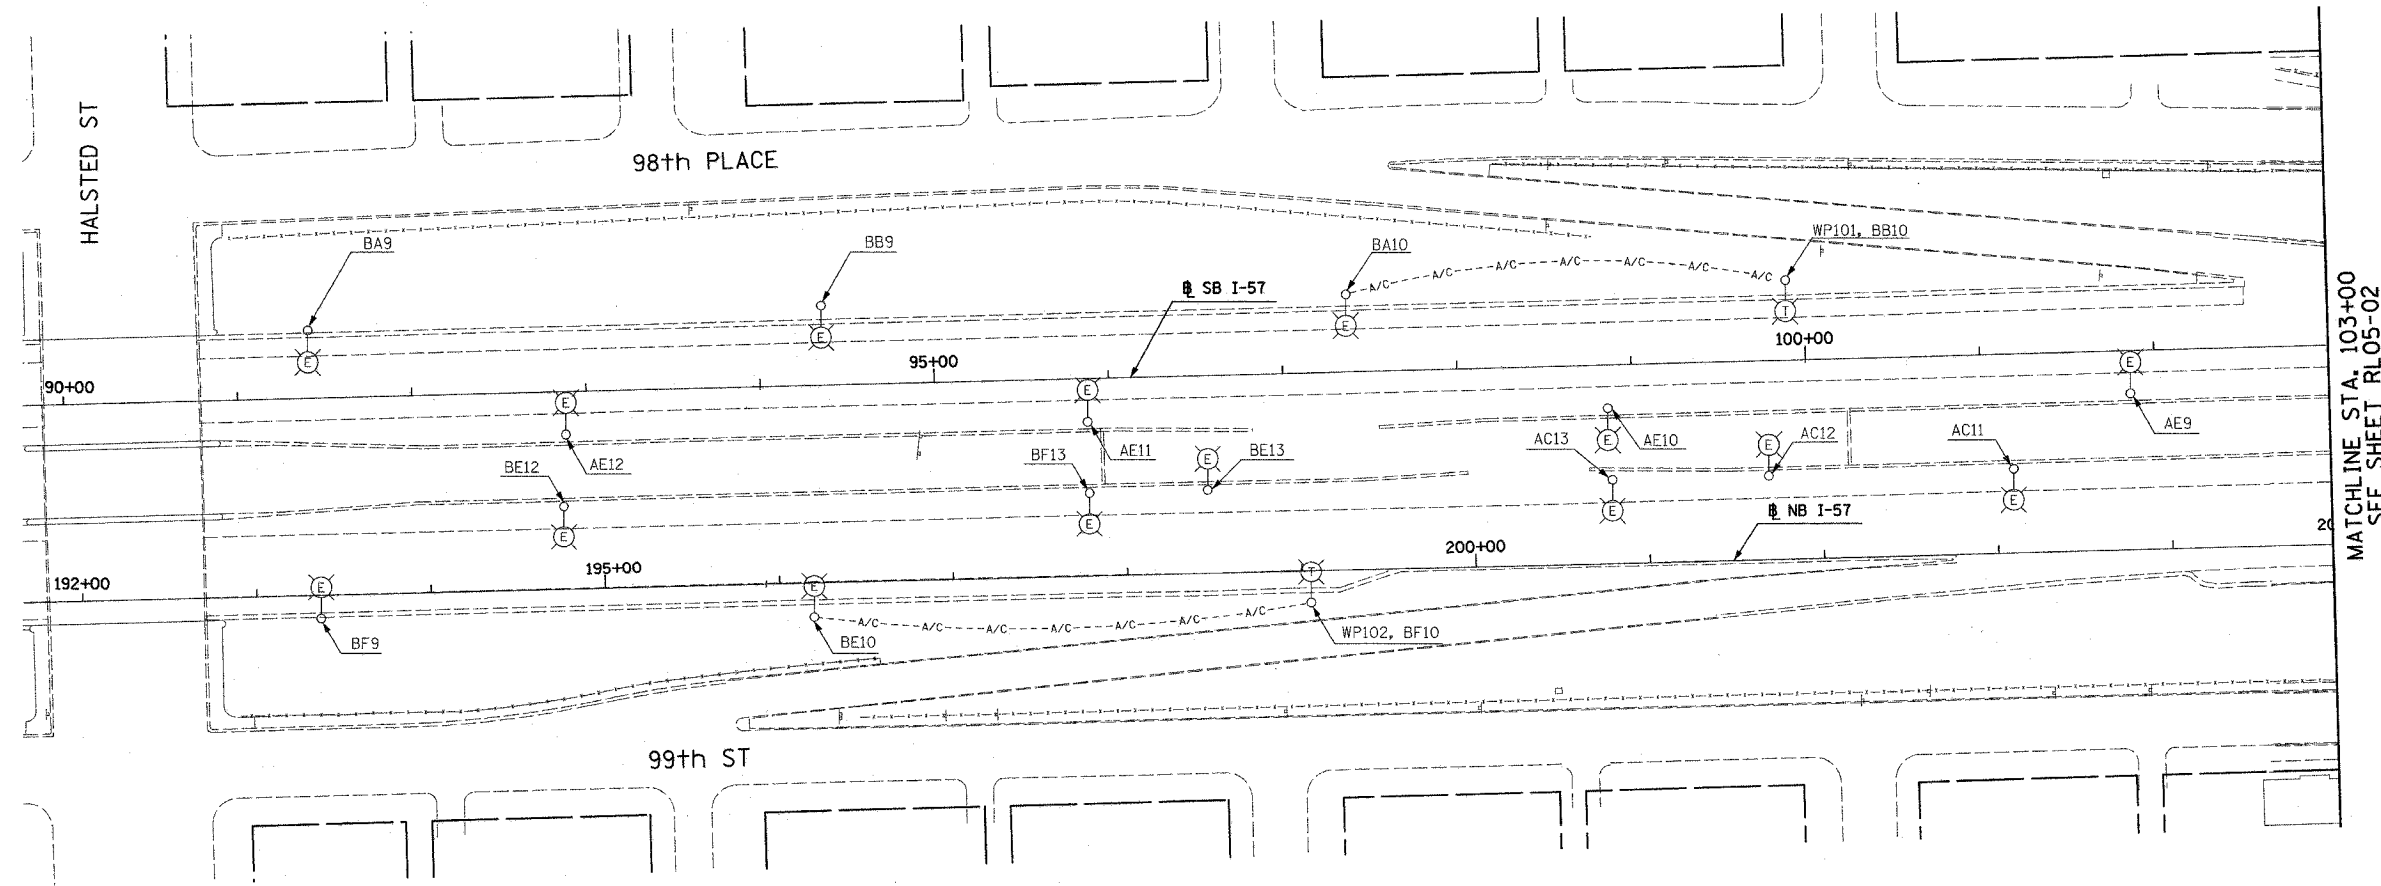 HALSTED ST
98th PLACE
BA9
BB9
BA10
WP101, BB10
A/C A/C A/C A/C A/C A/C A/C
℄ SB I-57
E
E
E
T
90+00
95+00
100+00
E
E
E
AE12
AE11
AE10
AE9
E
BE12
BF13
BE13
AC13
AC12
AC11
E
E
E
E
E
E
℄ NB I-57
192+00
195+00
200+00
20
E
E
T
BF9
BE10
WP102, BF10
A/C A/C A/C A/C A/C A/C A/C
99th ST
MATCHLINE STA. 103+00
SEE SHEET RL05-02